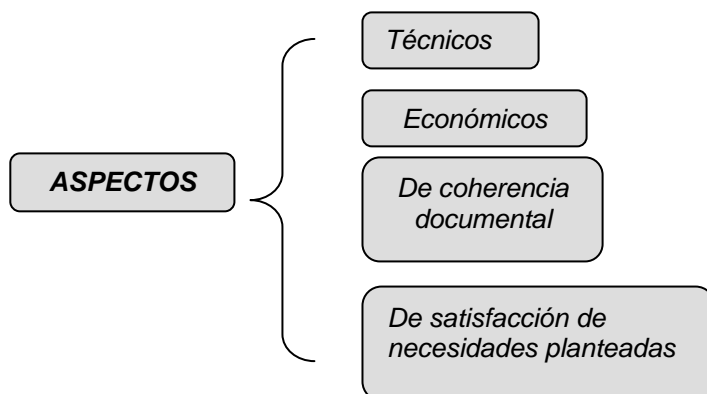 Técnicos
Económicos
ASPECTOS
De coherencia
documental
De satisfacción de
necesidades planteadas